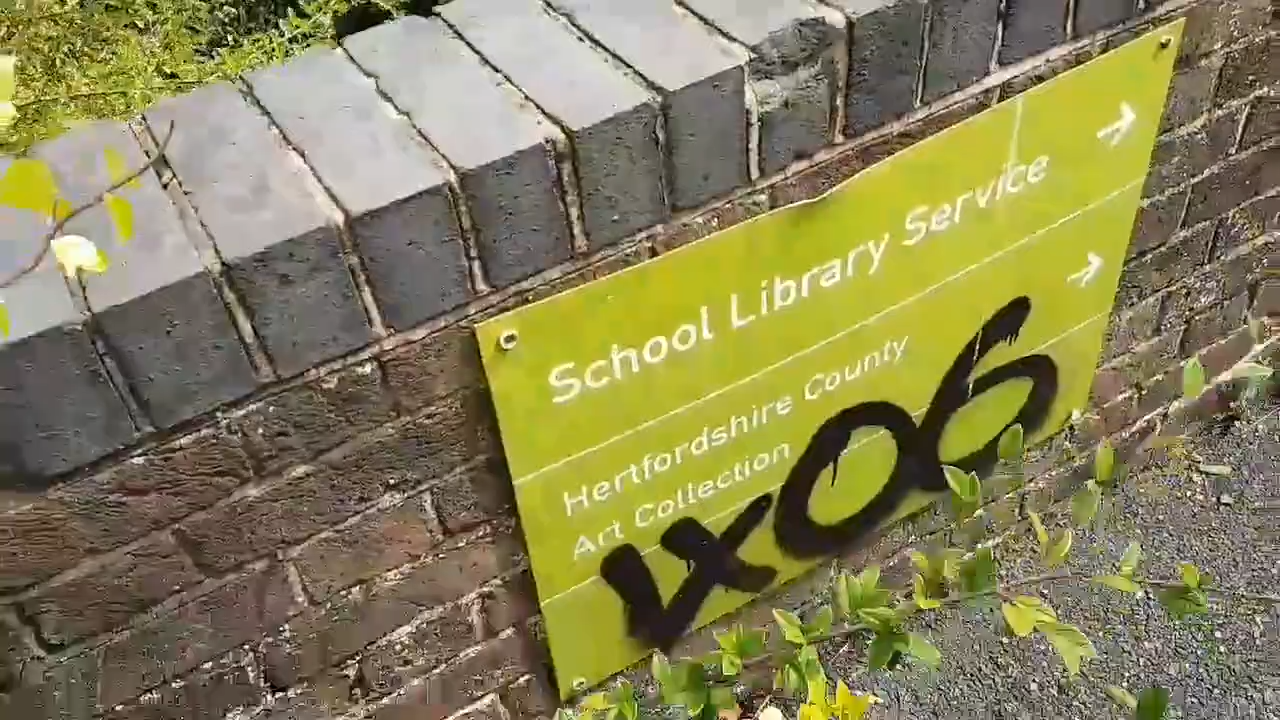 School Library Service →
Hertfordshire County →
Art Collection